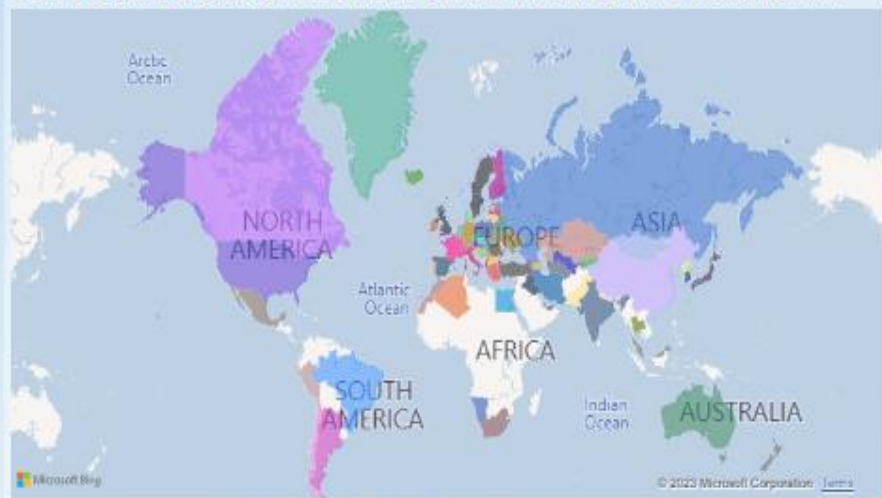 Arctic
Ocean
NORTH
AMERICA
EUROPE
ASIA
Atlantic
Ocean
AFRICA
SOUTH
AMERICA
Indian
Ocean
AUSTRALIA
Microsoft Bing
© 2023 Microsoft Corporation Terms